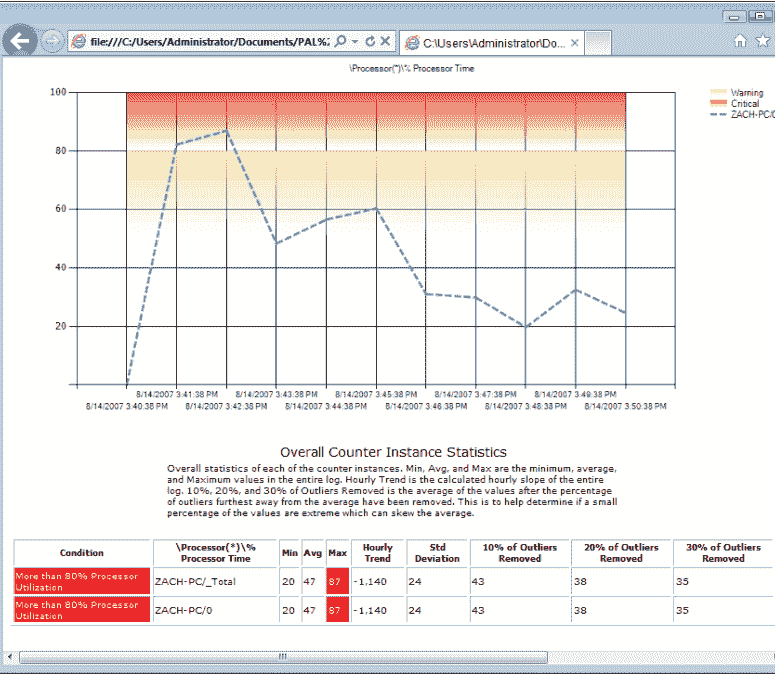 file:///C:/Users/Administrator/Documents/PAL%2
C:\Users\Administrator\Do...
\Processor(*)\% Processor Time
Warning
Critical
ZACH-PC/0
100
80
60
40
20
8/14/2007 3:41:38 PM 8/14/2007 3:43:38 PM 8/14/2007 3:45:38 PM 8/14/2007 3:47:38 PM 8/14/2007 3:49:38 PM
8/14/2007 3:40:38 PM 8/14/2007 3:42:38 PM 8/14/2007 3:44:38 PM 8/14/2007 3:46:38 PM 8/14/2007 3:48:38 PM 8/14/2007 3:50:38 PM
Overall Counter Instance Statistics
Overall statistics of each of the counter instances. Min, Avg, and Max are the minimum, average,
and Maximum values in the entire log. Hourly Trend is the calculated hourly slope of the entire
log. 10%, 20%, and 30% of Outliers Removed is the average of the values after the percentage
of outliers furthest away from the average have been removed. This is to help determine if a small
percentage of the values are extreme which can skew the average.
Condition \Processor(*)\% Processor Time Min Avg Max Hourly Trend Std Deviation 10% of Outliers Removed 20% of Outliers Removed 30% of Outliers Removed
More than 80% Processor Utilization ZACH-PC/_Total 20 47 87 -1,140 24 43 38 35
More than 80% Processor Utilization ZACH-PC/0 20 47 87 -1,140 24 43 38 35